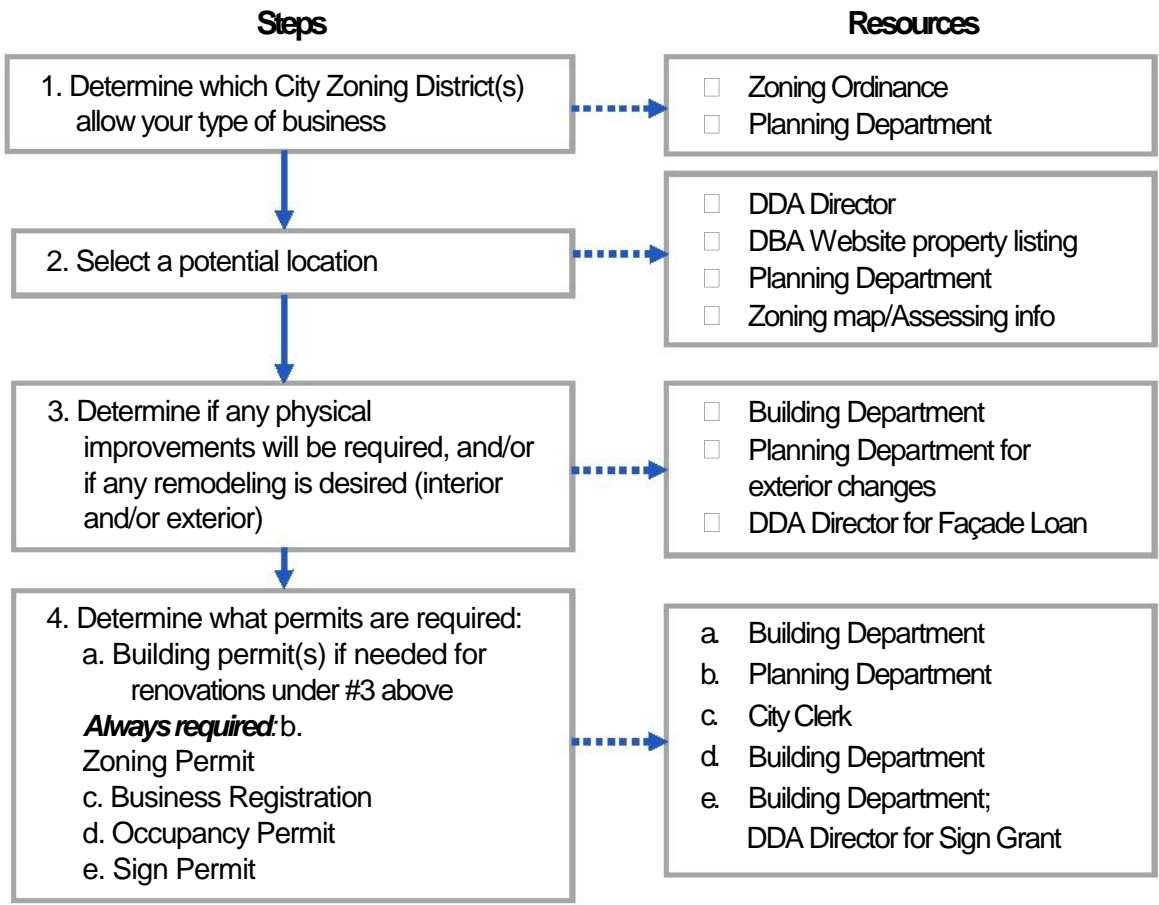 Steps
Resources
1. Determine which City Zoning District(s)
allow your type of business
☐ Zoning Ordinance
☐ Planning Department
2. Select a potential location
☐ DDA Director
☐ DBA Website property listing
☐ Planning Department
☐ Zoning map/Assessing info
3. Determine if any physical
improvements will be required, and/or
if any remodeling is desired (interior
and/or exterior)
☐ Building Department
☐ Planning Department for
exterior changes
☐ DDA Director for Façade Loan
4. Determine what permits are required:
a. Building permit(s) if needed for
renovations under #3 above
Always required: b.
Zoning Permit
c. Business Registration
d. Occupancy Permit
e. Sign Permit
a. Building Department
b. Planning Department
c. City Clerk
d. Building Department
e. Building Department;
DDA Director for Sign Grant